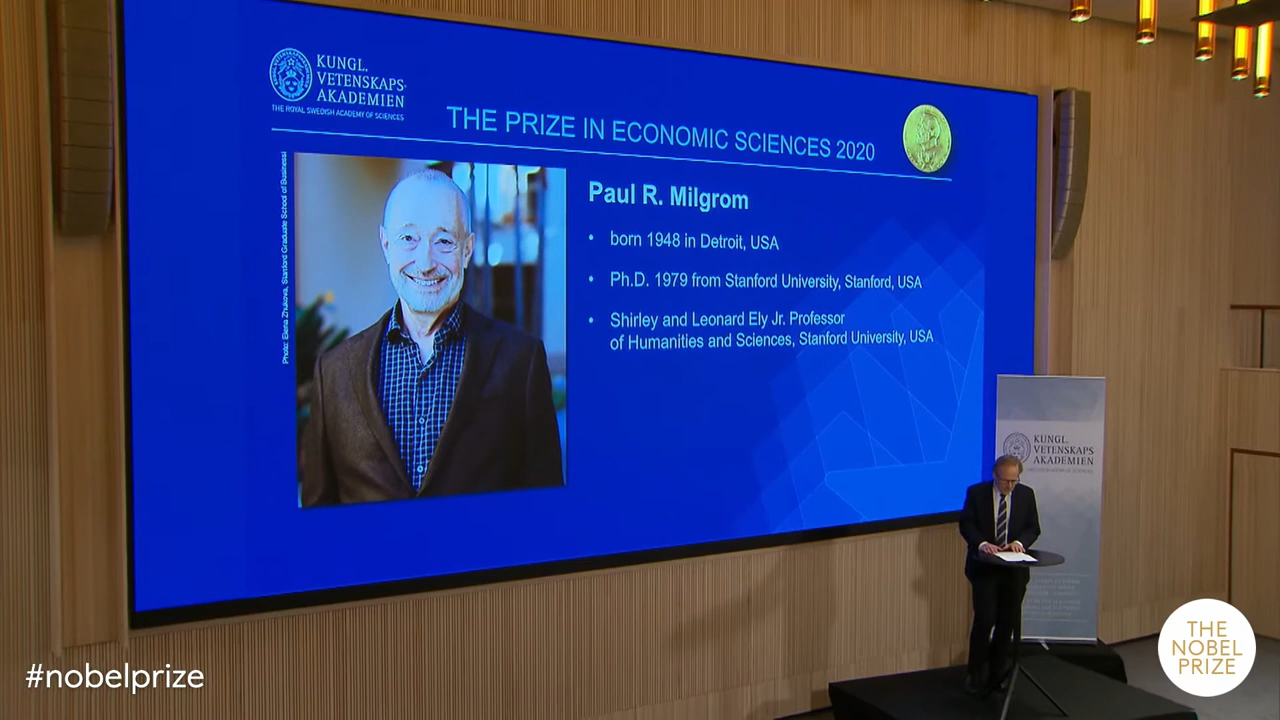 KUNGL.
VETENSKAPS-
AKADEMIEN
THE ROYAL SWEDISH ACADEMY OF SCIENCES
THE PRIZE IN ECONOMIC SCIENCES 2020
Photo: Elena Zhukova, Stanford Graduate School of Business
Paul R. Milgrom
• born 1948 in Detroit, USA
• Ph.D. 1979 from Stanford University, Stanford, USA
• Shirley and Leonard Ely Jr. Professor
of Humanities and Sciences, Stanford University, USA
KUNGL.
VETENSKAPS
AKADEMIEN
#nobelprize
THE
NOBEL
PRIZE